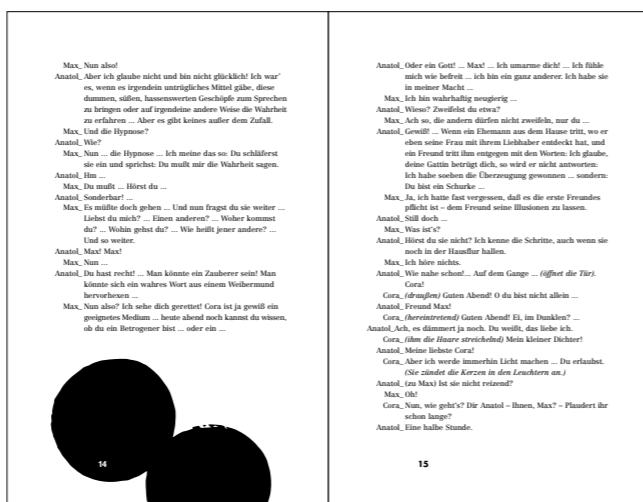 Max_ Nun also!
Anatol_ Aber ich glaube nicht und bin nicht glücklich! Ich war'
es, wenn es irgendein untrügliches Mittel gäbe, diese
dummen, süßen, hassenswerten Geschöpfe zum Sprechen
zu bringen oder auf irgendeine andere Weise die Wahrheit
zu erfahren ... Aber es gibt keines außer dem Zufall.
Max_ Und die Hypnose?
Anatol_ Wie?
Max_ Nun ... die Hypnose ... Ich meine das so: Du schläferst
sie ein und sprichst: Du mußt mir die Wahrheit sagen.
Anatol_ Hm ...
Max_ Du mußt ... Hörst du ...
Anatol_ Sonderbar! ...
Max_ Es müßte doch gehen ... Und nun fragst du sie weiter ...
Liebst du mich? ... Einen anderen? ... Woher kommst
du? ... Wohin gehst du? ... Wie heißt jener andere? ...
Und so weiter.
Anatol_ Max! Max!
Max_ Nun ...
Anatol_ Du hast recht! ... Man könnte ein Zauberer sein! Man
könnte sich ein wahres Wort aus einem Weibermund
hervorhexen ...
Max_ Nun also? Ich sehe dich gerettet! Cora ist ja gewiß ein
geeignetes Medium ... heute abend noch kannst du wissen,
ob du ein Betrogener bist ... oder ein ...
14
Anatol_ Oder ein Gott! ... Max! ... Ich umarme dich! ... Ich fühle
mich wie befreit ... ich bin ein ganz anderer. Ich habe sie
in meiner Macht ...
Max_ Ich bin wahrhaftig neugierig ...
Anatol_ Wieso? Zweifelst du etwa?
Max_ Ach so, die andern dürfen nicht zweifeln, nur du ...
Anatol_ Gewiß! ... Wenn ein Ehemann aus dem Hause tritt, wo er
eben seine Frau mit ihrem Liebhaber entdeckt hat, und
ein Freund tritt ihm entgegen mit den Worten: Ich glaube,
deine Gattin betrügt dich, so wird er nicht antworten:
Ich habe soeben die Überzeugung gewonnen ... sondern:
Du bist ein Schurke ...
Max_ Ja, ich hatte fast vergessen, daß es die erste Freundes
pflicht ist – dem Freund seine Illusionen zu lassen.
Anatol_ Still doch ...
Max_ Was ist's?
Anatol_ Hörst du sie nicht? Ich kenne die Schritte, auch wenn sie
noch in der Hausflur hallen.
Max_ Ich höre nichts.
Anatol_ Wie nahe schon!... Auf dem Gange ... (öffnet die Tür).
Cora!
Cora_ (draußen) Guten Abend! O du bist nicht allein ...
Anatol_ Freund Max!
Cora_ (hereintretend) Guten Abend! Ei, im Dunklen? ...
Anatol_Ach, es dämmert ja noch. Du weißt, das liebe ich.
Cora_ (ihm die Haare streichelnd) Mein kleiner Dichter!
Anatol_ Meine liebste Cora!
Cora_ Aber ich werde immerhin Licht machen ... Du erlaubst.
(Sie zündet die Kerzen in den Leuchtern an.)
Anatol_ (zu Max) Ist sie nicht reizend?
Max_ Oh!
Cora_ Nun, wie geht's? Dir Anatol – Ihnen, Max? – Plaudert ihr
schon lange?
Anatol_ Eine halbe Stunde.
15